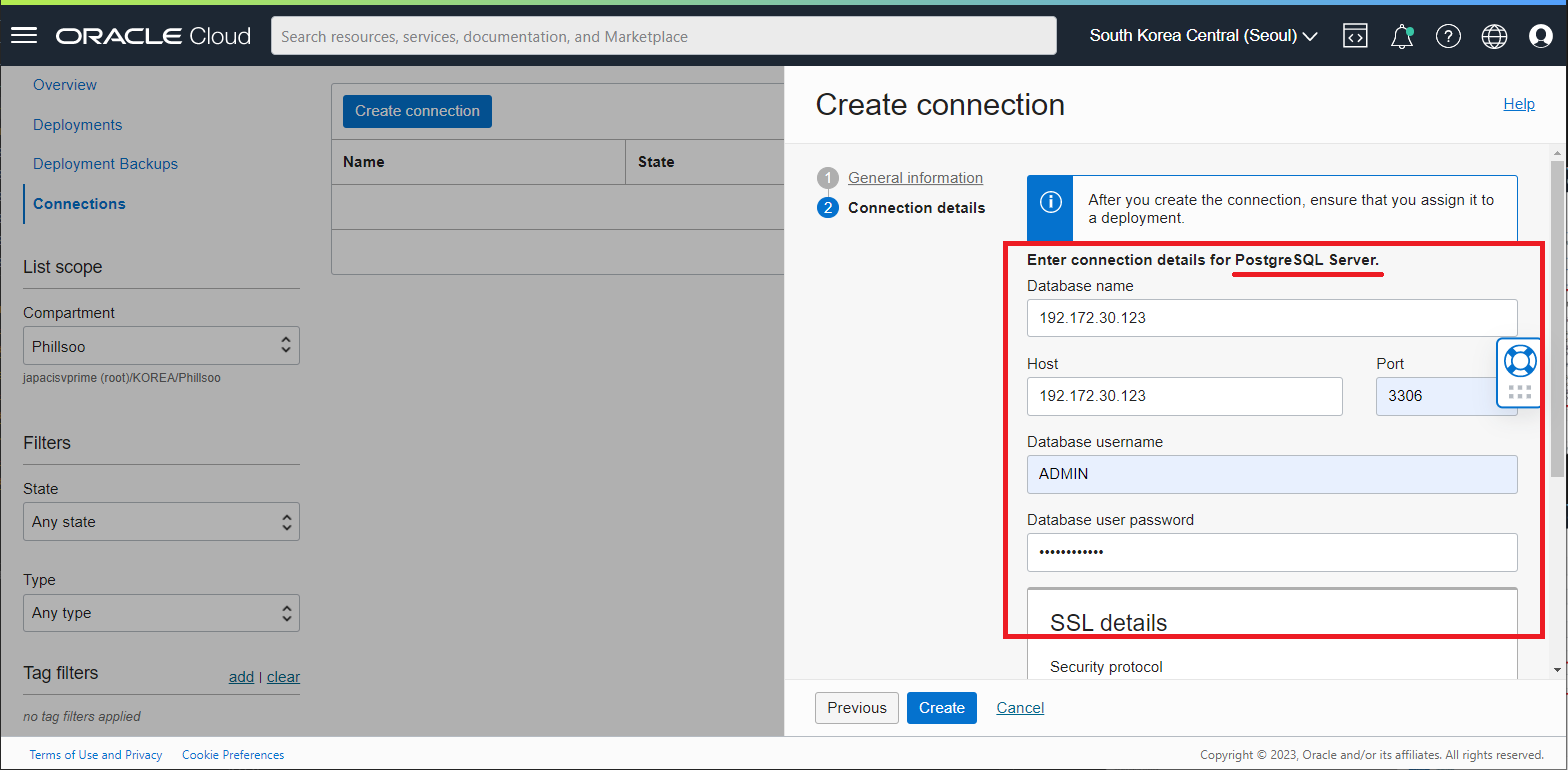 ORACLE Cloud
Search resources, services, documentation, and Marketplace
South Korea Central (Seoul)
Overview
Deployments
Deployment Backups
Connections
List scope
Compartment
Phillsoo
japacisvprime (root)/KOREA/Phillsoo
Filters
State
Any state
Type
Any type
Tag filters
add | clear
no tag filters applied
Create connection
Name State
Create connection
Help
1 General information
2 Connection details
After you create the connection, ensure that you assign it to
a deployment.
Enter connection details for PostgreSQL Server.
Database name
192.172.30.123
Host Port
192.172.30.123 3306
Database username
ADMIN
Database user password
••••••••••••
SSL details
Security protocol
Previous Create Cancel
Terms of Use and Privacy Cookie Preferences
Copyright © 2023, Oracle and/or its affiliates. All rights reserved.